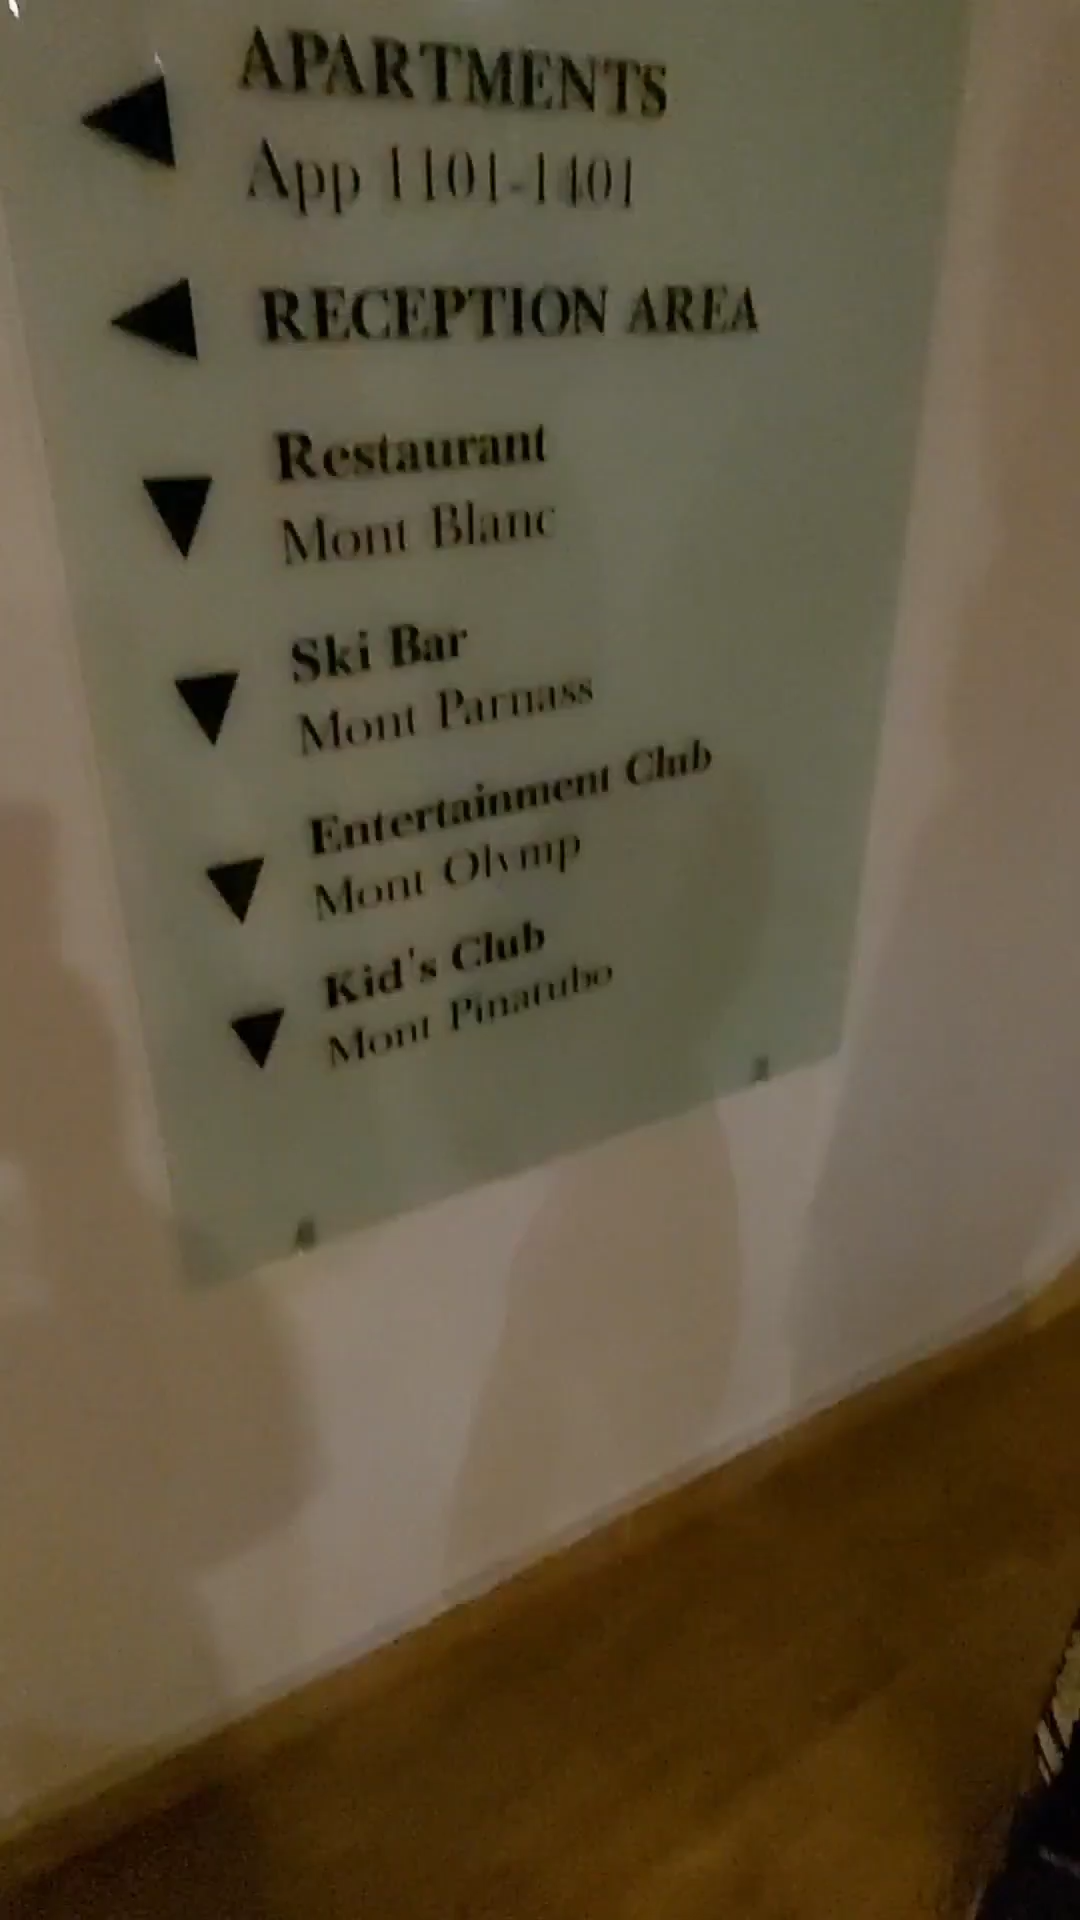 APARTMENTS
App 1101-1401
RECEPTION AREA
Restaurant
Mont Blanc
Ski Bar
Mont Parnass
Entertainment Club
Mont Olymp
Kid's Club
Mont Pinatubo